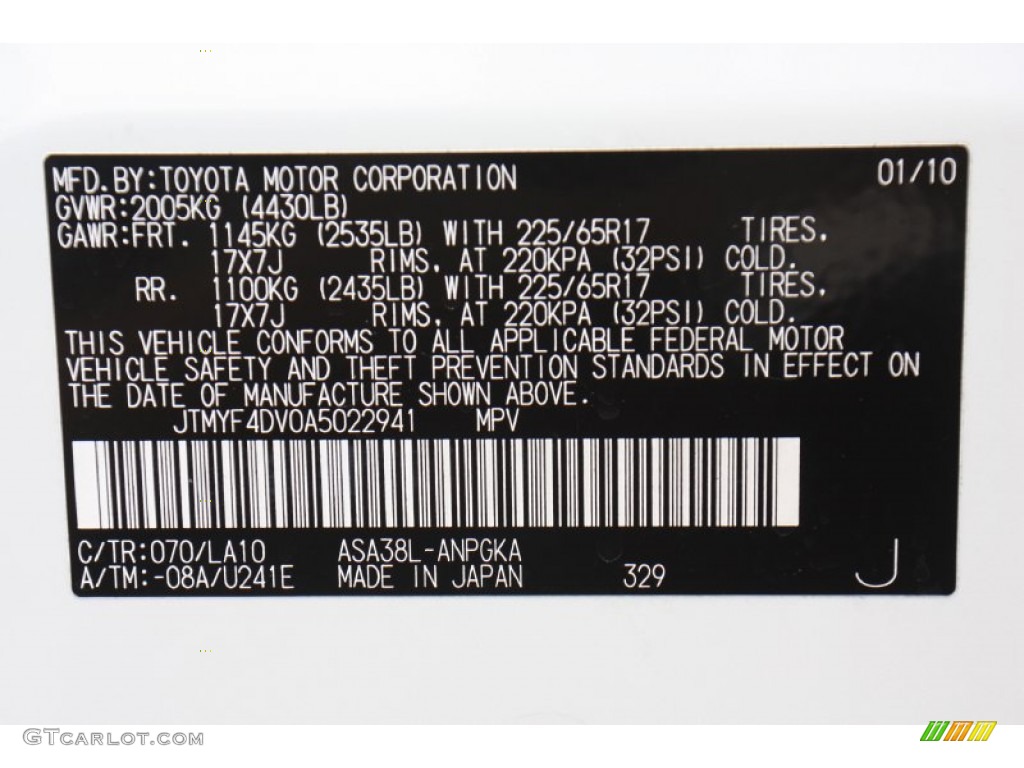 MFD.BY:TOYOTA MOTOR CORPORATION 01/10
GVWR:2005KG (4430LB)
GAWR:FRT. 1145KG (2535LB) WITH 225/65R17 TIRES.
17X7J RIMS, AT 220KPA (32PSI) COLD.
RR. 1100KG (2435LB) WITH 225/65R17 TIRES,
17X7J RIMS, AT 220KPA (32PSI) COLD.
THIS VEHICLE CONFORMS TO ALL APPLICABLE FEDERAL MOTOR
VEHICLE SAFETY AND THEFT PREVENTION STANDARDS IN EFFECT ON
THE DATE OF MANUFACTURE SHOWN ABOVE.
JTMYF4DV0A5022941 MPV
C/TR:070/LA10 ASA38L-ANPGKA
A/TM:-08A/U241E MADE IN JAPAN 329 J
GTCARLOT.COM